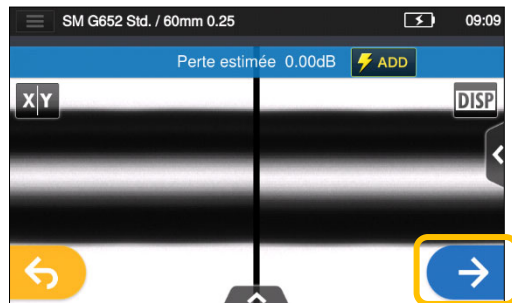 SM G652 Std. / 60mm 0.25 09:09
Perte estimée 0.00dB ADD
X Y DISP